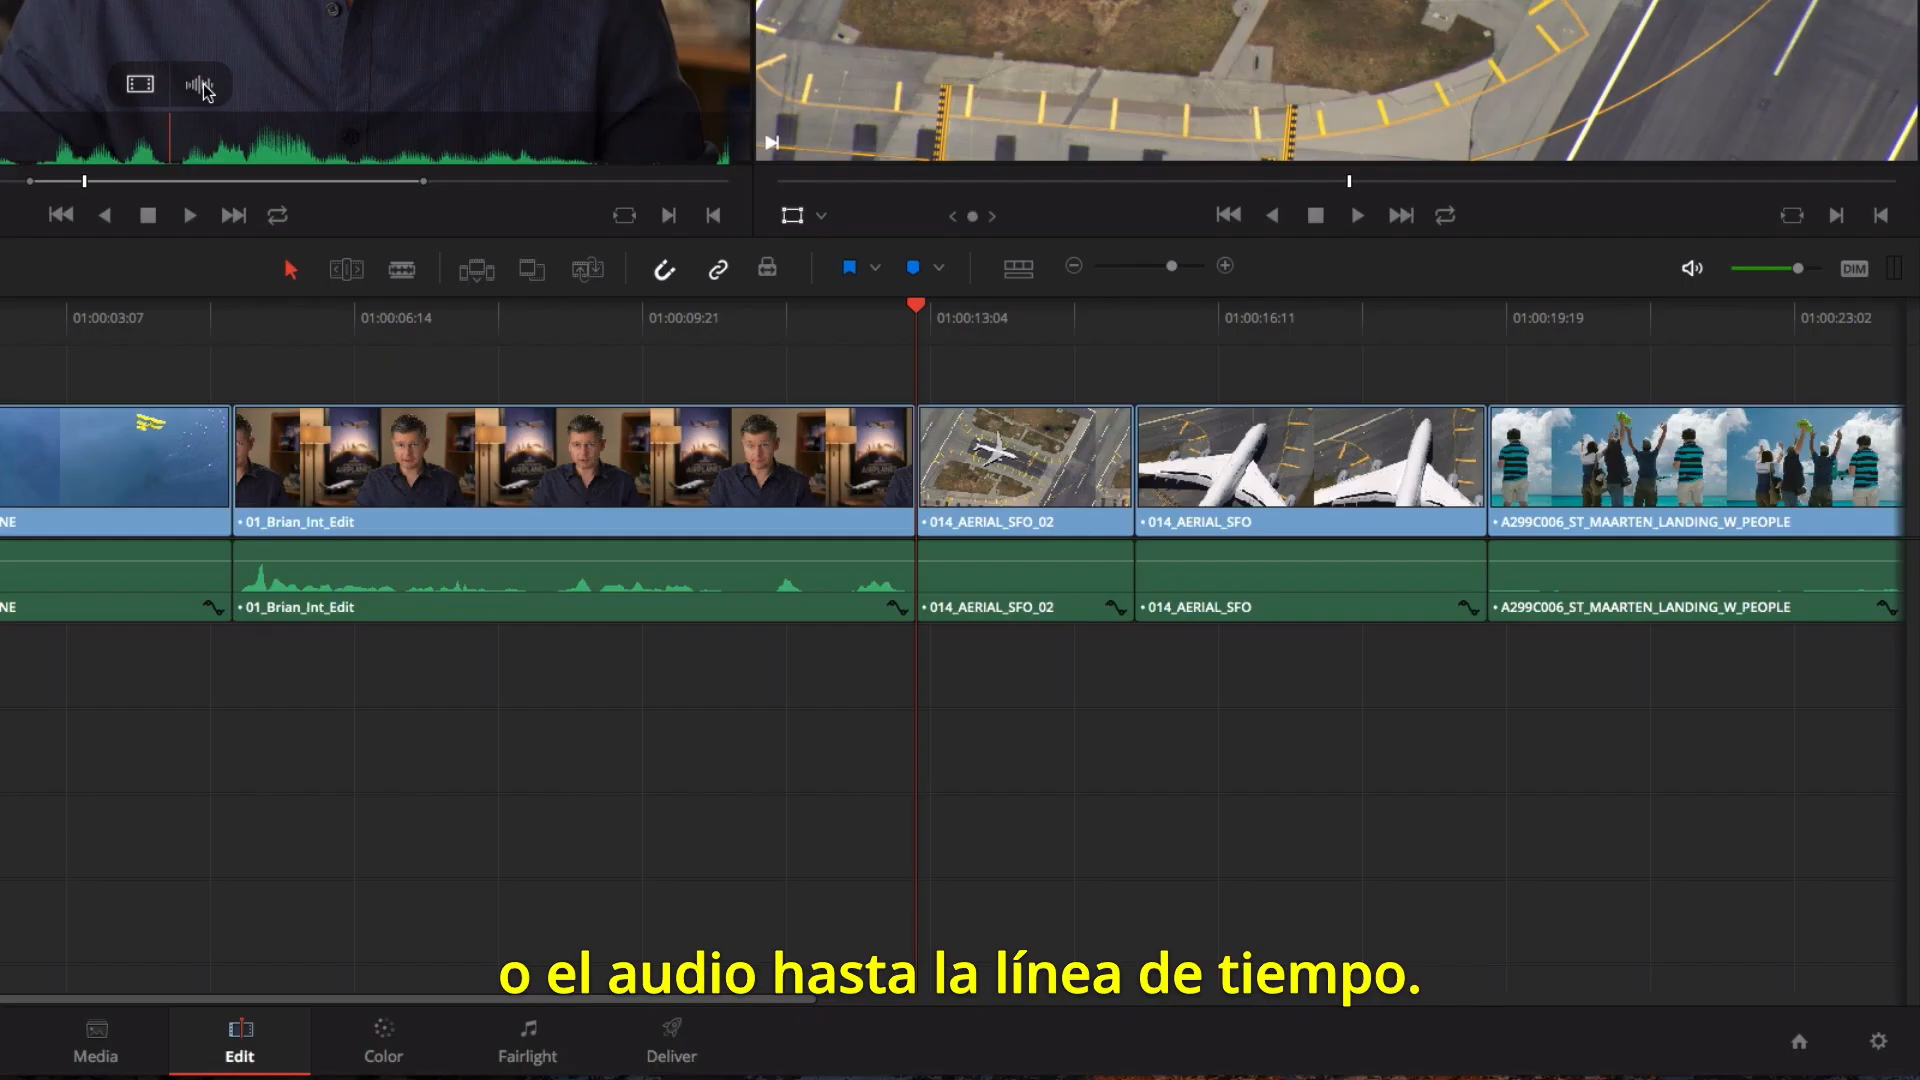 DIM
01:00:03:07
01:00:06:14
01:00:09:21
01:00:13:04
01:00:16:11
01:00:19:19
01:00:23:02
AIRPLANES
NE
• 01_Brian_Int_Edit
• 014_AERIAL_SFO_02
• 014_AERIAL_SFO
• A299C006_ST_MAARTEN_LANDING_W_PEOPLE
NE
• 01_Brian_Int_Edit
• 014_AERIAL_SFO_02
• 014_AERIAL_SFO
• A299C006_ST_MAARTEN_LANDING_W_PEOPLE
o el audio hasta la línea de tiempo.
Media
Edit
Color
Fairlight
Deliver